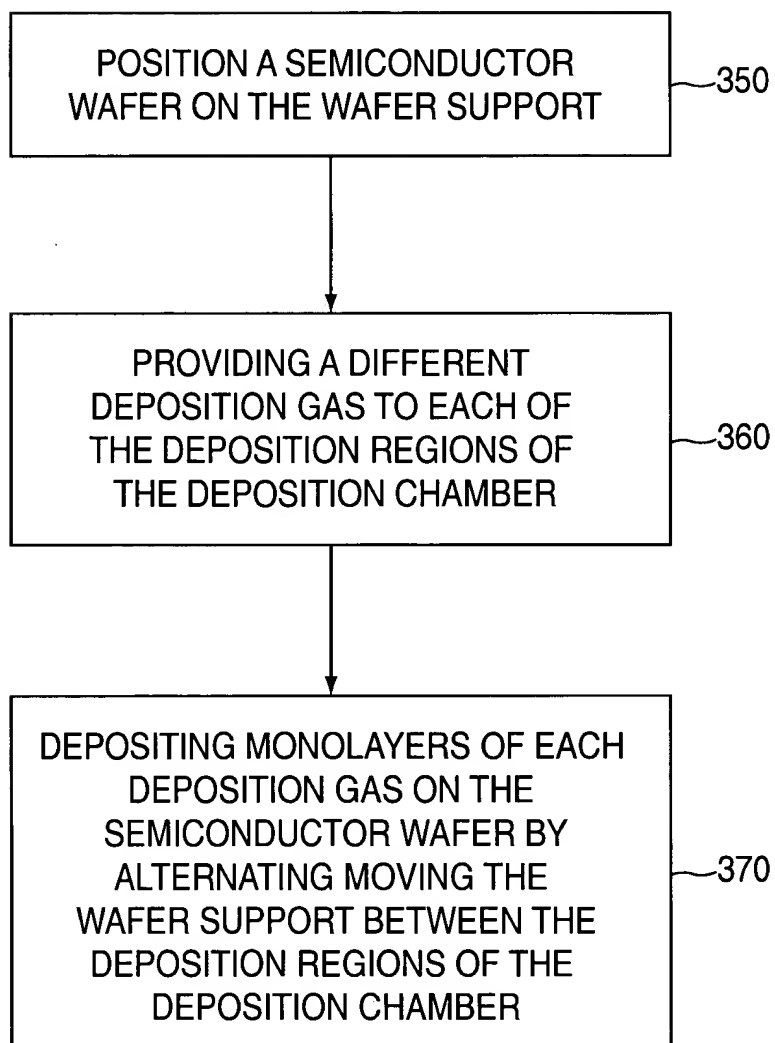 POSITION A SEMICONDUCTOR
WAFER ON THE WAFER SUPPORT
350
PROVIDING A DIFFERENT
DEPOSITION GAS TO EACH OF
THE DEPOSITION REGIONS OF
THE DEPOSITION CHAMBER
360
DEPOSITING MONOLAYERS OF EACH
DEPOSITION GAS ON THE
SEMICONDUCTOR WAFER BY
ALTERNATING MOVING THE
WAFER SUPPORT BETWEEN THE
DEPOSITION REGIONS OF THE
DEPOSITION CHAMBER
370